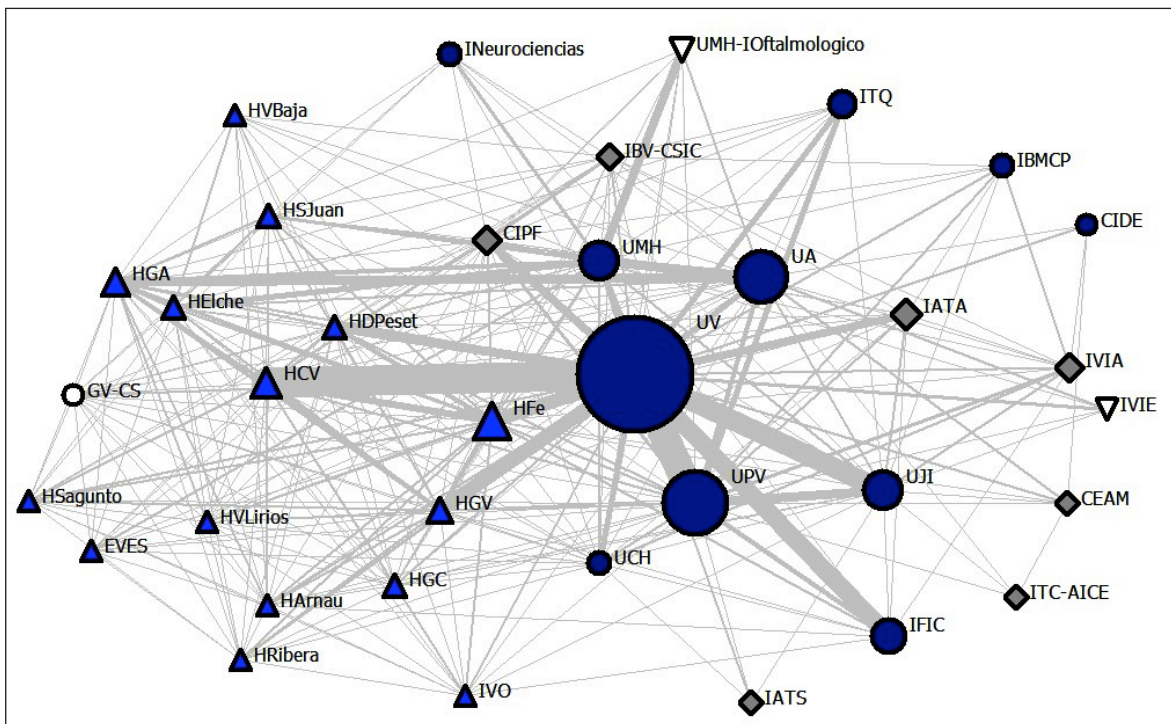 INeurociencias
UMH-IOftalmologico
ITQ
HVBaja
IBV-CSIC
IBMCP
HSJuan
CIDE
CIPF
UMH
UA
HGA
HElche
IATA
HDPeset
UV
IVIA
HCV
GV-CS
HFe
IVIE
UPV
UJI
HSagunto
HGV
CEAM
HVLirios
EVES
UCH
HGC
ITC-AICE
HArnau
IFIC
HRibera
IVO
IATS